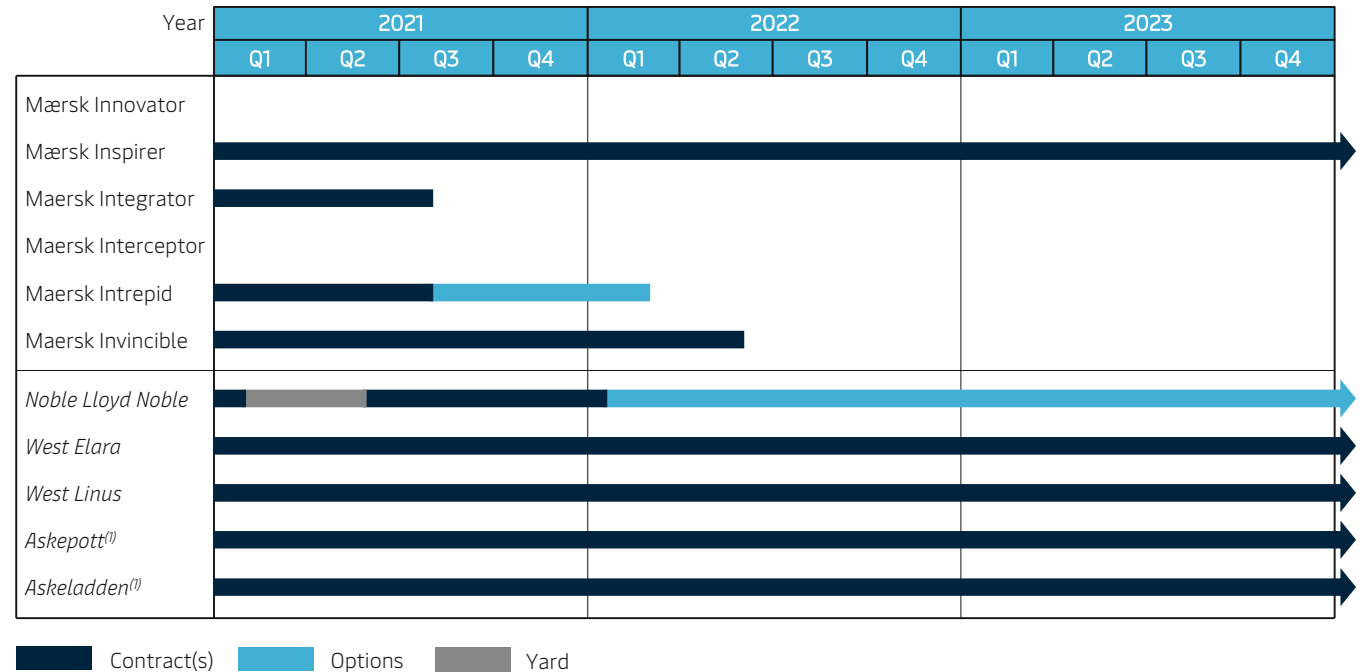 Year 2021 2022 2023
Q1 Q2 Q3 Q4 Q1 Q2 Q3 Q4 Q1 Q2 Q3 Q4
Mærsk Innovator
Mærsk Inspirer
Maersk Integrator
Maersk Interceptor
Maersk Intrepid
Maersk Invincible
Noble Lloyd Noble
West Elara
West Linus
Askepott(1)
Askeladden(1)
Contract(s) Options Yard